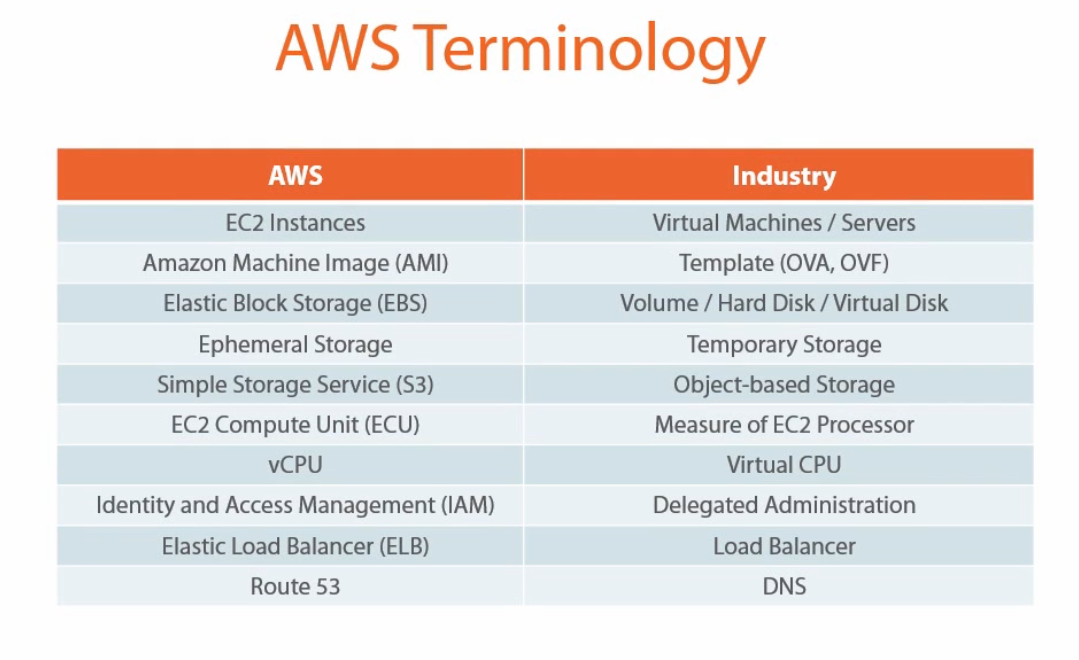 AWS Terminology
AWS Industry
EC2 Instances Virtual Machines / Servers
Amazon Machine Image (AMI) Template (OVA, OVF)
Elastic Block Storage (EBS) Volume / Hard Disk / Virtual Disk
Ephemeral Storage Temporary Storage
Simple Storage Service (S3) Object-based Storage
EC2 Compute Unit (ECU) Measure of EC2 Processor
vCPU Virtual CPU
Identity and Access Management (IAM) Delegated Administration
Elastic Load Balancer (ELB) Load Balancer
Route 53 DNS